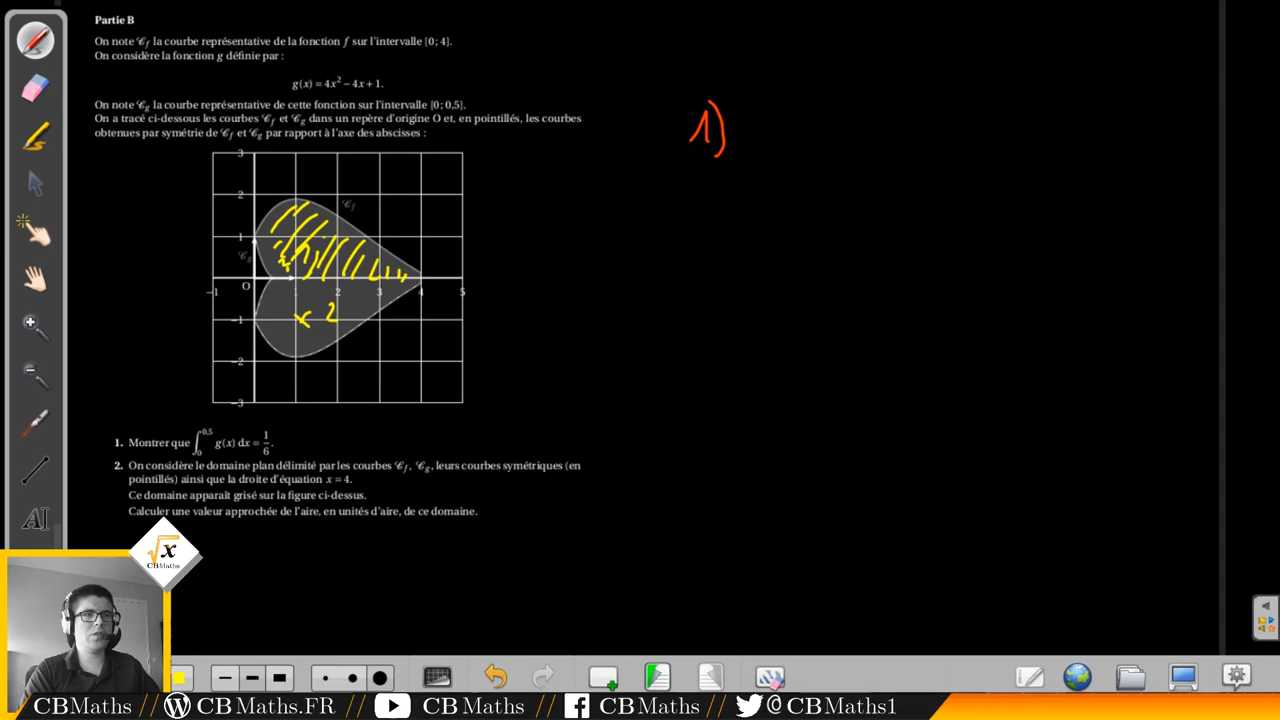 Partie B
On note 𝒞f la courbe représentative de la fonction f sur l'intervalle [0; 4].
On considère la fonction g définie par :
g(x) = 4x² − 4x + 1.
On note 𝒞g la courbe représentative de cette fonction sur l'intervalle [0; 0,5].
On a tracé ci-dessous les courbes 𝒞f et 𝒞g dans un repère d'origine O et, en pointillés, les courbes
obtenues par symétrie de 𝒞f et 𝒞g par rapport à l'axe des abscisses :
1)
3
2
𝒞f
1
𝒞g
O
−1 1 2 3 4 5
x 2
−1
−2
−3
1. Montrer que ∫₀^0,5 g(x) dx = 1/6.
2. On considère le domaine plan délimité par les courbes 𝒞f, 𝒞g, leurs courbes symétriques (en
pointillés) ainsi que la droite d'équation x = 4.
Ce domaine apparaît grisé sur la figure ci-dessus.
Calculer une valeur approchée de l'aire, en unités d'aire, de ce domaine.
AI
√x
CBMaths
CBMaths CBMaths.FR CBMaths CBMaths @CBMaths1